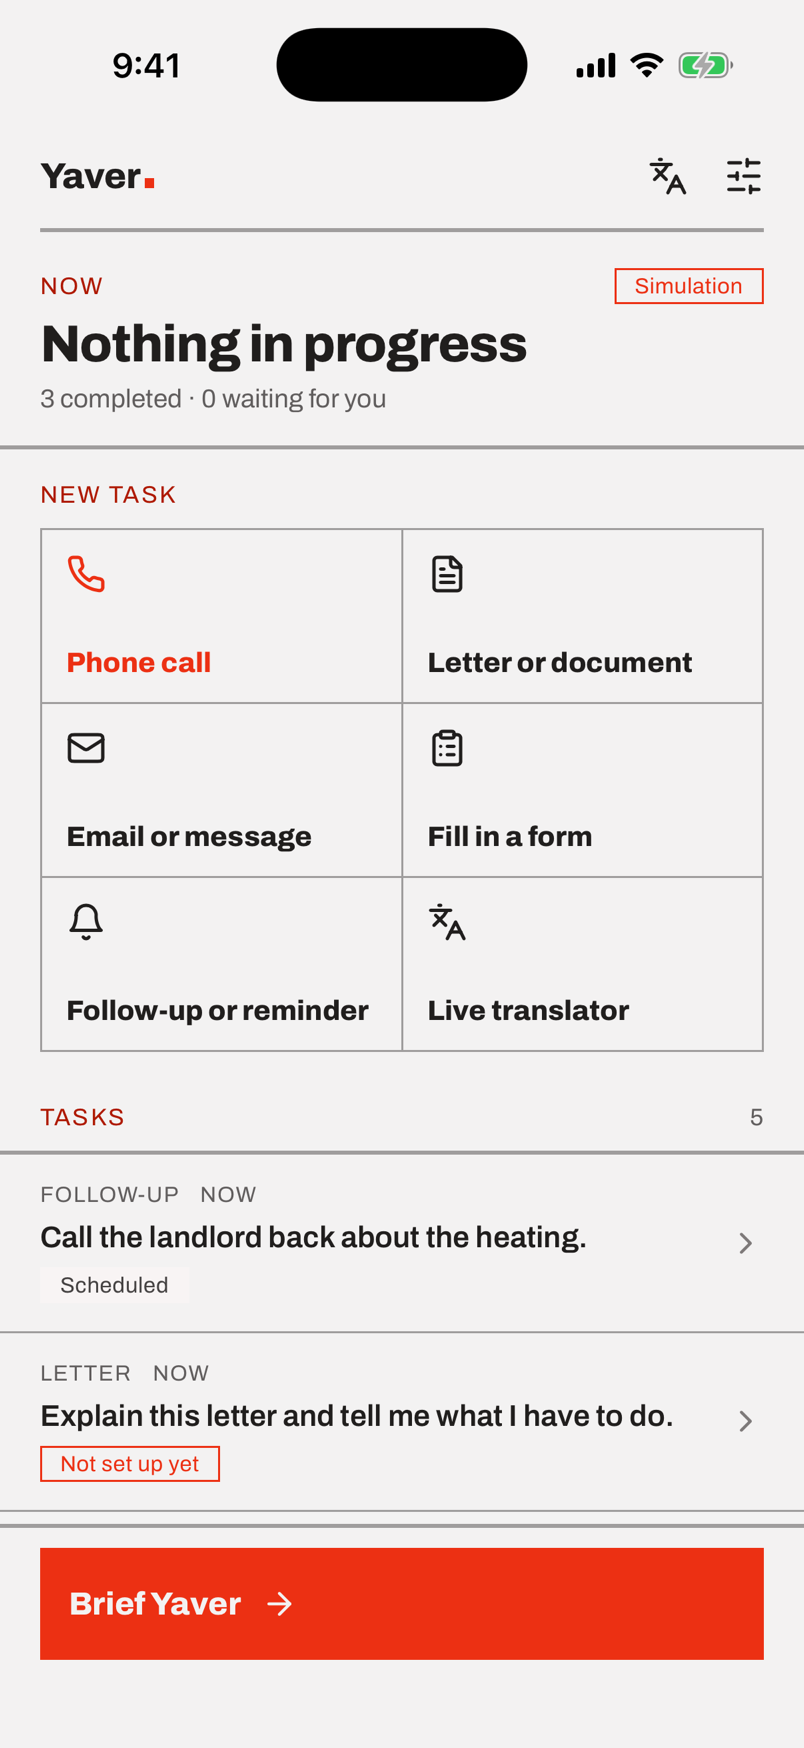 9:41
Yaver.
NOW
Simulation
Nothing in progress
3 completed · 0 waiting for you
NEW TASK
Phone call
Letter or document
Email or message
Fill in a form
Follow-up or reminder
Live translator
TASKS
5
FOLLOW-UP NOW
Call the landlord back about the heating.
Scheduled
LETTER NOW
Explain this letter and tell me what I have to do.
Not set up yet
Brief Yaver →